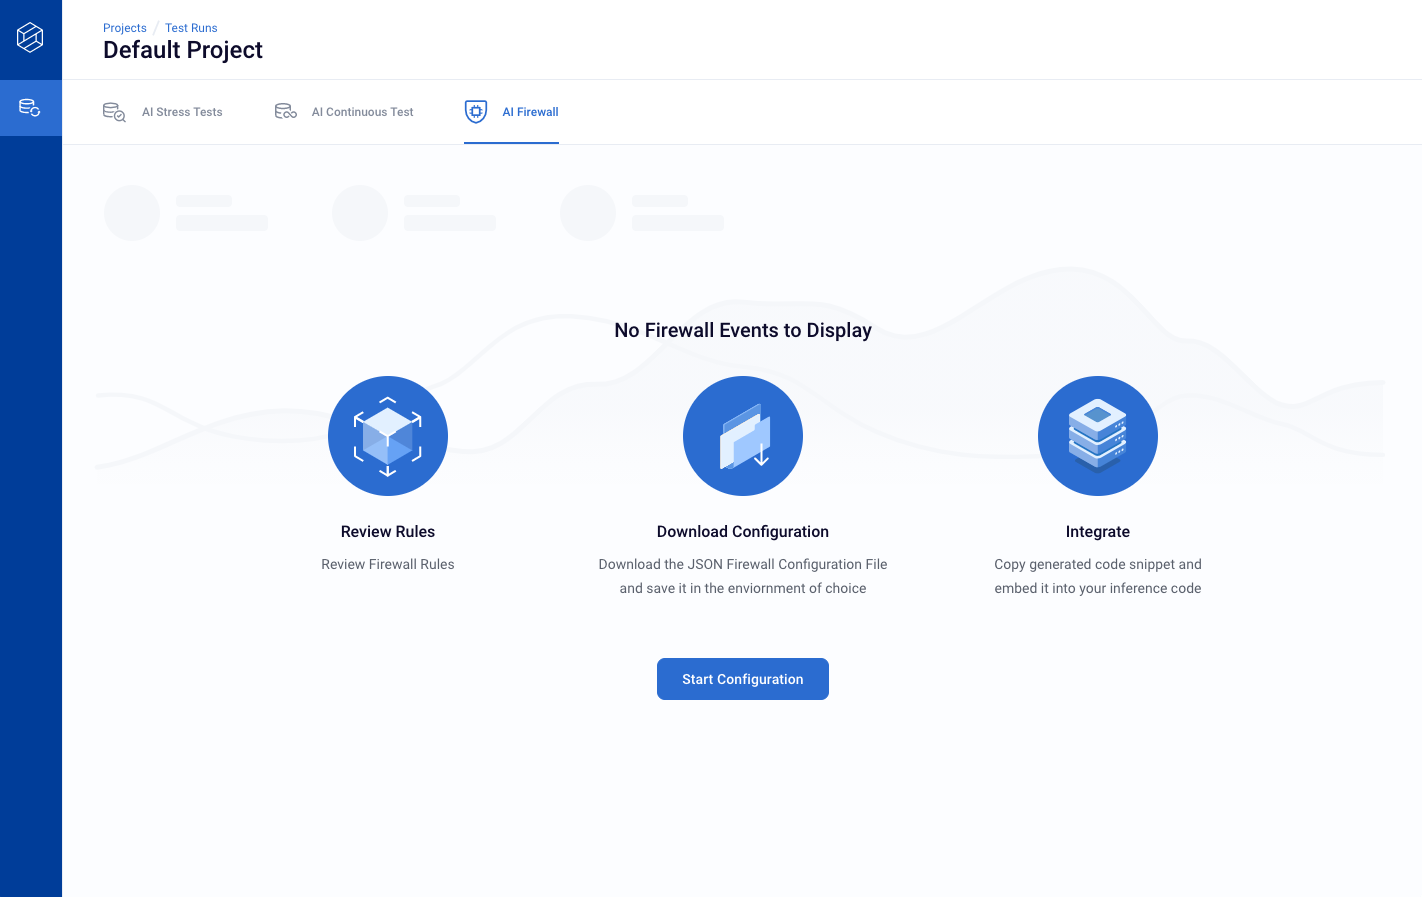 Projects / Test Runs
Default Project
AI Stress Tests
AI Continuous Test
AI Firewall
No Firewall Events to Display
Review Rules
Review Firewall Rules
Download Configuration
Download the JSON Firewall Configuration File
and save it in the enviornment of choice
Integrate
Copy generated code snippet and
embed it into your inference code
Start Configuration